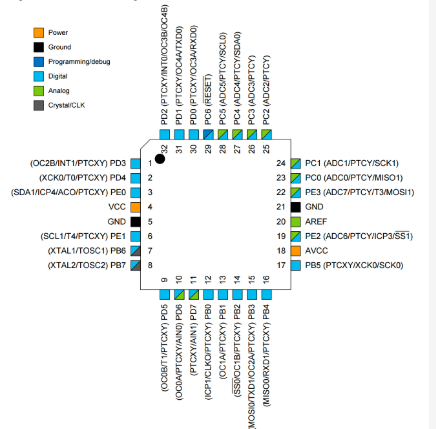 Power
Ground
Programming/debug
Digital
Analog
Crystal/CLK
PD2 (PTCXY/INT0/OC3B/OC4B)
PD1 (PTCXY/OC4A/TXD0)
PD0 (PTCXY/OC3A/RXD0)
PC6 (RESET)
PC5 (ADC5/PTCY/SCL0)
PC4 (ADC4/PTCY/SDA0)
PC3 (ADC3/PTCY)
PC2 (ADC2/PTCY)
32 31 30 29 28 27 26 25
(OC2B/INT1/PTCXY) PD3 1
(XCK0/T0/PTCXY) PD4 2
(SDA1/ICP4/ACO/PTCXY) PE0 3
VCC 4
GND 5
(SCL1/T4/PTCXY) PE1 6
(XTAL1/TOSC1) PB6 7
(XTAL2/TOSC2) PB7 8
24 PC1 (ADC1/PTCY/SCK1)
23 PC0 (ADC0/PTCY/MISO1)
22 PE3 (ADC7/PTCY/T3/MOSI1)
21 GND
20 AREF
19 PE2 (ADC6/PTCY/ICP3/SS1)
18 AVCC
17 PB5 (PTCXY/XCK0/SCK0)
9 10 11 12 13 14 15 16
(OC0B/T1/PTCXY) PD5
(OC0A/PTCXY/AIN0) PD6
(PTCXY/AIN1) PD7
(ICP1/CLKO/PTCXY) PB0
(OC1A/PTCXY) PB1
(SS0/OC1B/PTCXY) PB2
(MOSI0/TXD1/OC2A/PTCXY) PB3
(MISO0/RXD1/PTCXY) PB4